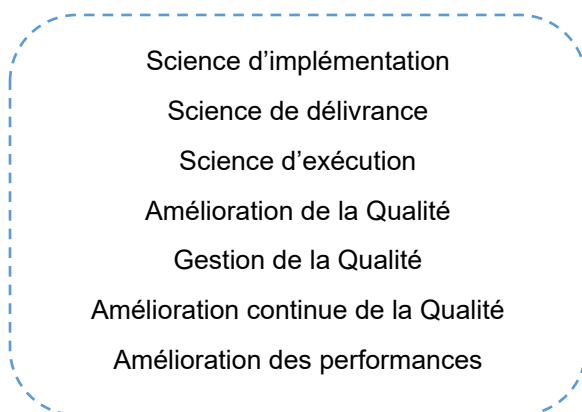 Science d’implémentation
Science de délivrance
Science d’exécution
Amélioration de la Qualité
Gestion de la Qualité
Amélioration continue de la Qualité
Amélioration des performances